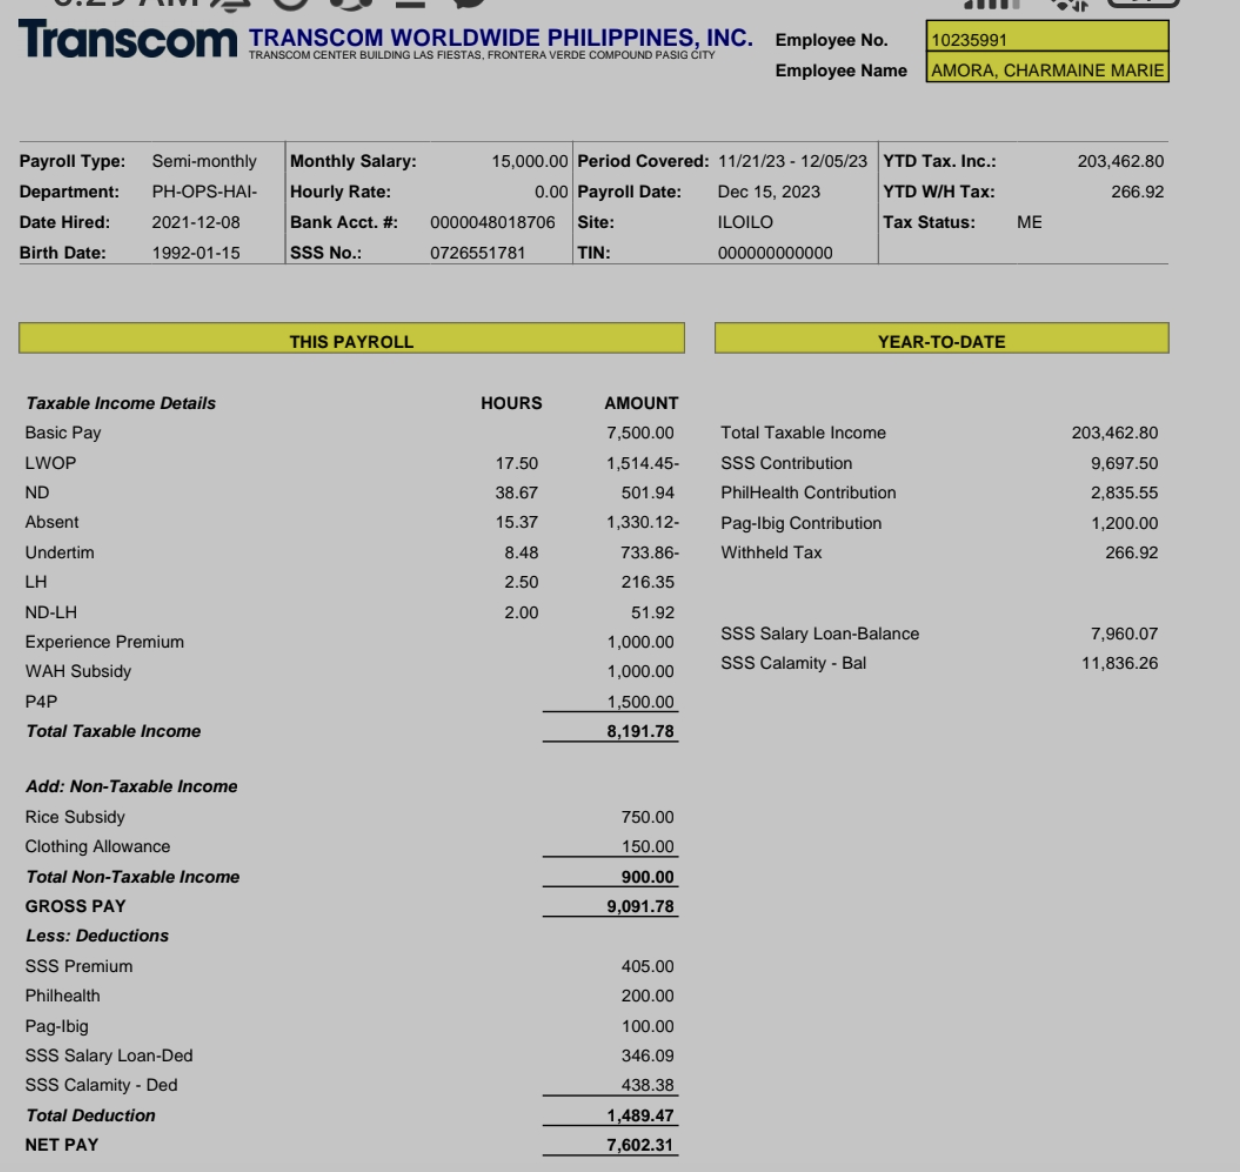 Transcom TRANSCOM WORLDWIDE PHILIPPINES, INC.
TRANSCOM CENTER BUILDING LAS FIESTAS, FRONTERA VERDE COMPOUND PASIG CITY
Employee No. 10235991
Employee Name AMORA, CHARMAINE MARIE
Payroll Type: Semi-monthly Monthly Salary: 15,000.00 Period Covered: 11/21/23 - 12/05/23 YTD Tax. Inc.: 203,462.80
Department: PH-OPS-HAI- Hourly Rate: 0.00 Payroll Date: Dec 15, 2023 YTD W/H Tax: 266.92
Date Hired: 2021-12-08 Bank Acct. #: 0000048018706 Site: ILOILO Tax Status: ME
Birth Date: 1992-01-15 SSS No.: 0726551781 TIN: 000000000000
THIS PAYROLL YEAR-TO-DATE
Taxable Income Details HOURS AMOUNT
Basic Pay 7,500.00 Total Taxable Income 203,462.80
LWOP 17.50 1,514.45- SSS Contribution 9,697.50
ND 38.67 501.94 PhilHealth Contribution 2,835.55
Absent 15.37 1,330.12- Pag-Ibig Contribution 1,200.00
Undertim 8.48 733.86- Withheld Tax 266.92
LH 2.50 216.35
ND-LH 2.00 51.92
SSS Salary Loan-Balance 7,960.07
Experience Premium 1,000.00
SSS Calamity - Bal 11,836.26
WAH Subsidy 1,000.00
P4P 1,500.00
Total Taxable Income 8,191.78
Add: Non-Taxable Income
Rice Subsidy 750.00
Clothing Allowance 150.00
Total Non-Taxable Income 900.00
GROSS PAY 9,091.78
Less: Deductions
SSS Premium 405.00
Philhealth 200.00
Pag-Ibig 100.00
SSS Salary Loan-Ded 346.09
SSS Calamity - Ded 438.38
Total Deduction 1,489.47
NET PAY 7,602.31